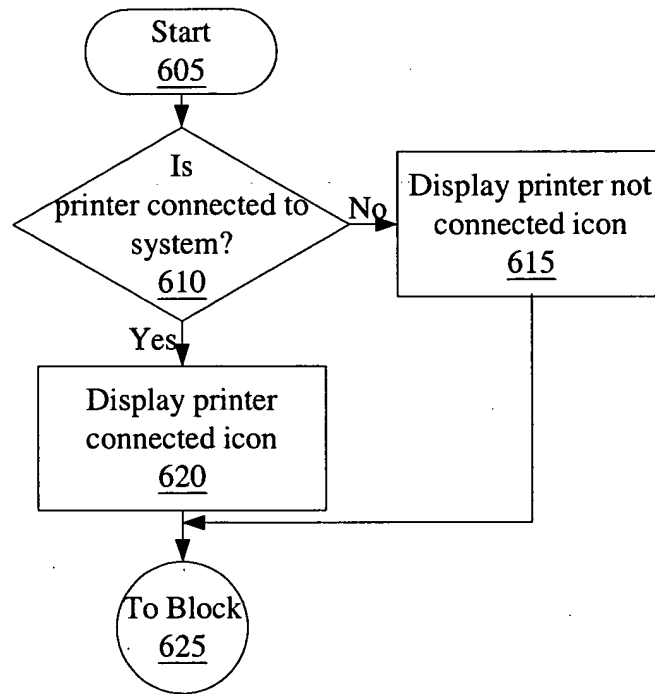 Start
605
Is
printer connected to
system?
610
No
Display printer not
connected icon
615
Yes
Display printer
connected icon
620
To Block
625